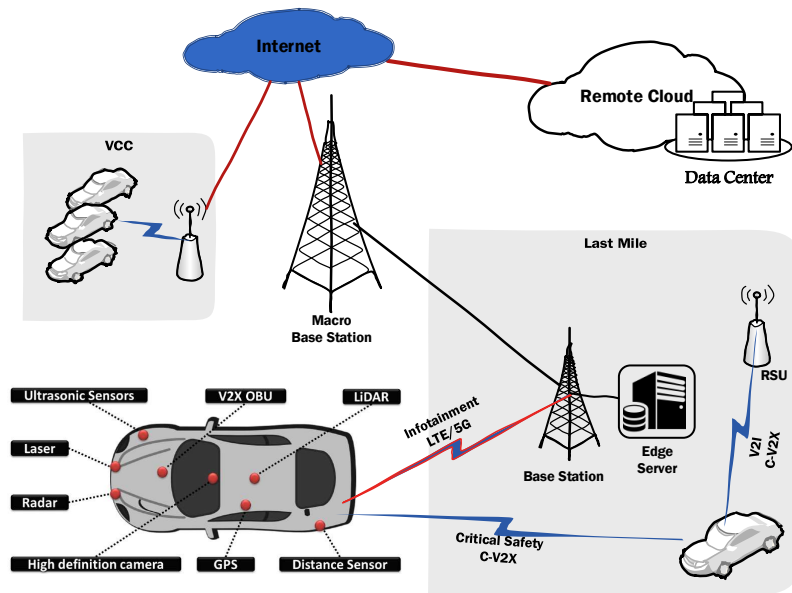 Internet
Remote Cloud
Data Center
VCC
Macro
Base Station
Last Mile
RSU
Ultrasonic Sensors
V2X OBU
LiDAR
Laser
Radar
High definition camera
GPS
Distance Sensor
Infotainment
LTE/5G
Base Station
Edge
Server
V2I
C-V2X
Critical Safety
C-V2X